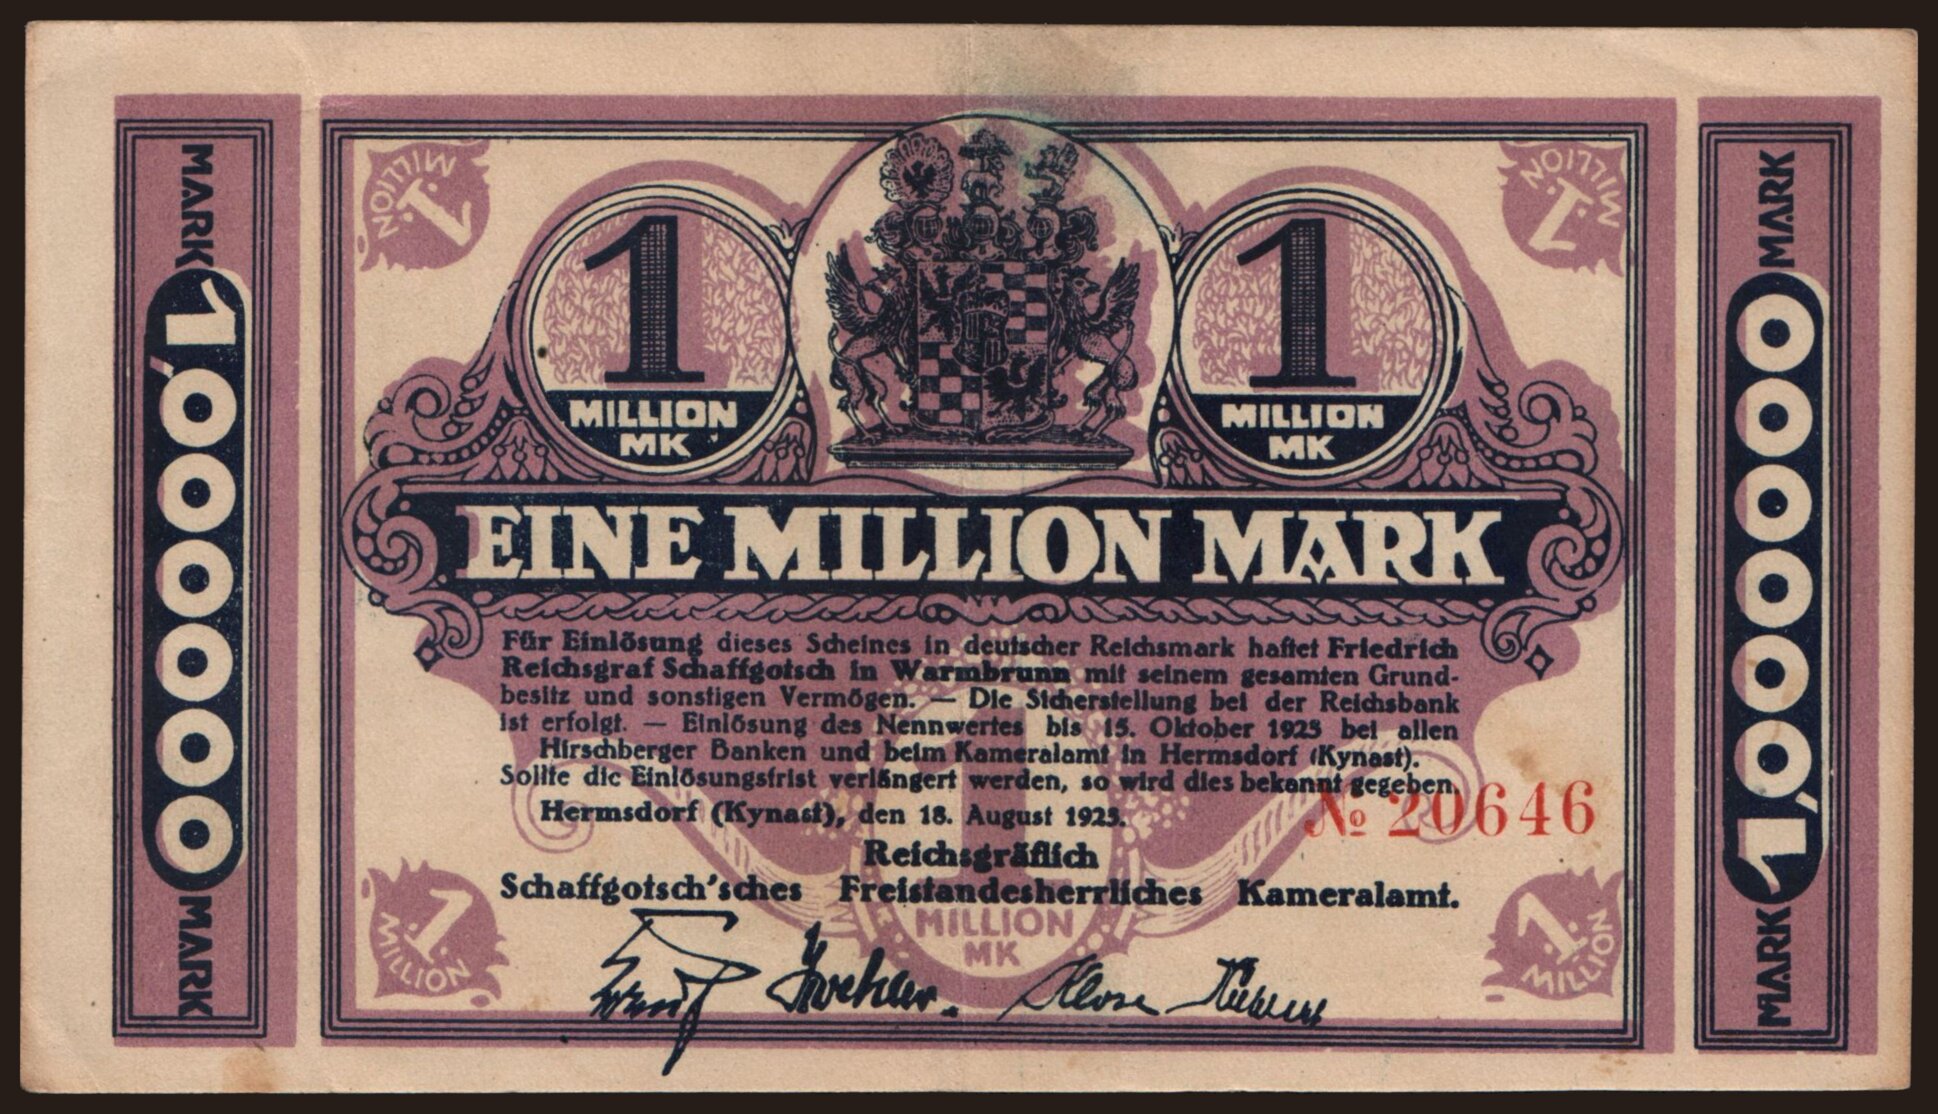 MARK 1,000000 MARK
MILLION 1
1 MILLION
1 MILLION MK
1 MILLION MK
EINE MILLION MARK
Für Einlösung dieses Scheines in deutscher Reichsmark haftet Friedrich
Reichsgraf Schaffgotsch in Warmbrunn mit seinem gesamten Grund-
besitz und sonstigen Vermögen. — Die Sicherstellung bei der Reichsbank
ist erfolgt. — Einlösung des Nennwertes bis 15. Oktober 1923 bei allen
Hirschberger Banken und beim Kameralamt in Hermsdorf (Kynast).
Sollte die Einlösungsfrist verlängert werden, so wird dies bekannt gegeben.
Hermsdorf (Kynast), den 18. August 1923.
№ 20646
Reichsgräflich
Schaffgotsch'sches Freistandesherrliches Kameralamt.
1
MILLION
MK
1 MILLION
1 MILLION
Klose
MARK 1,000000 MARK